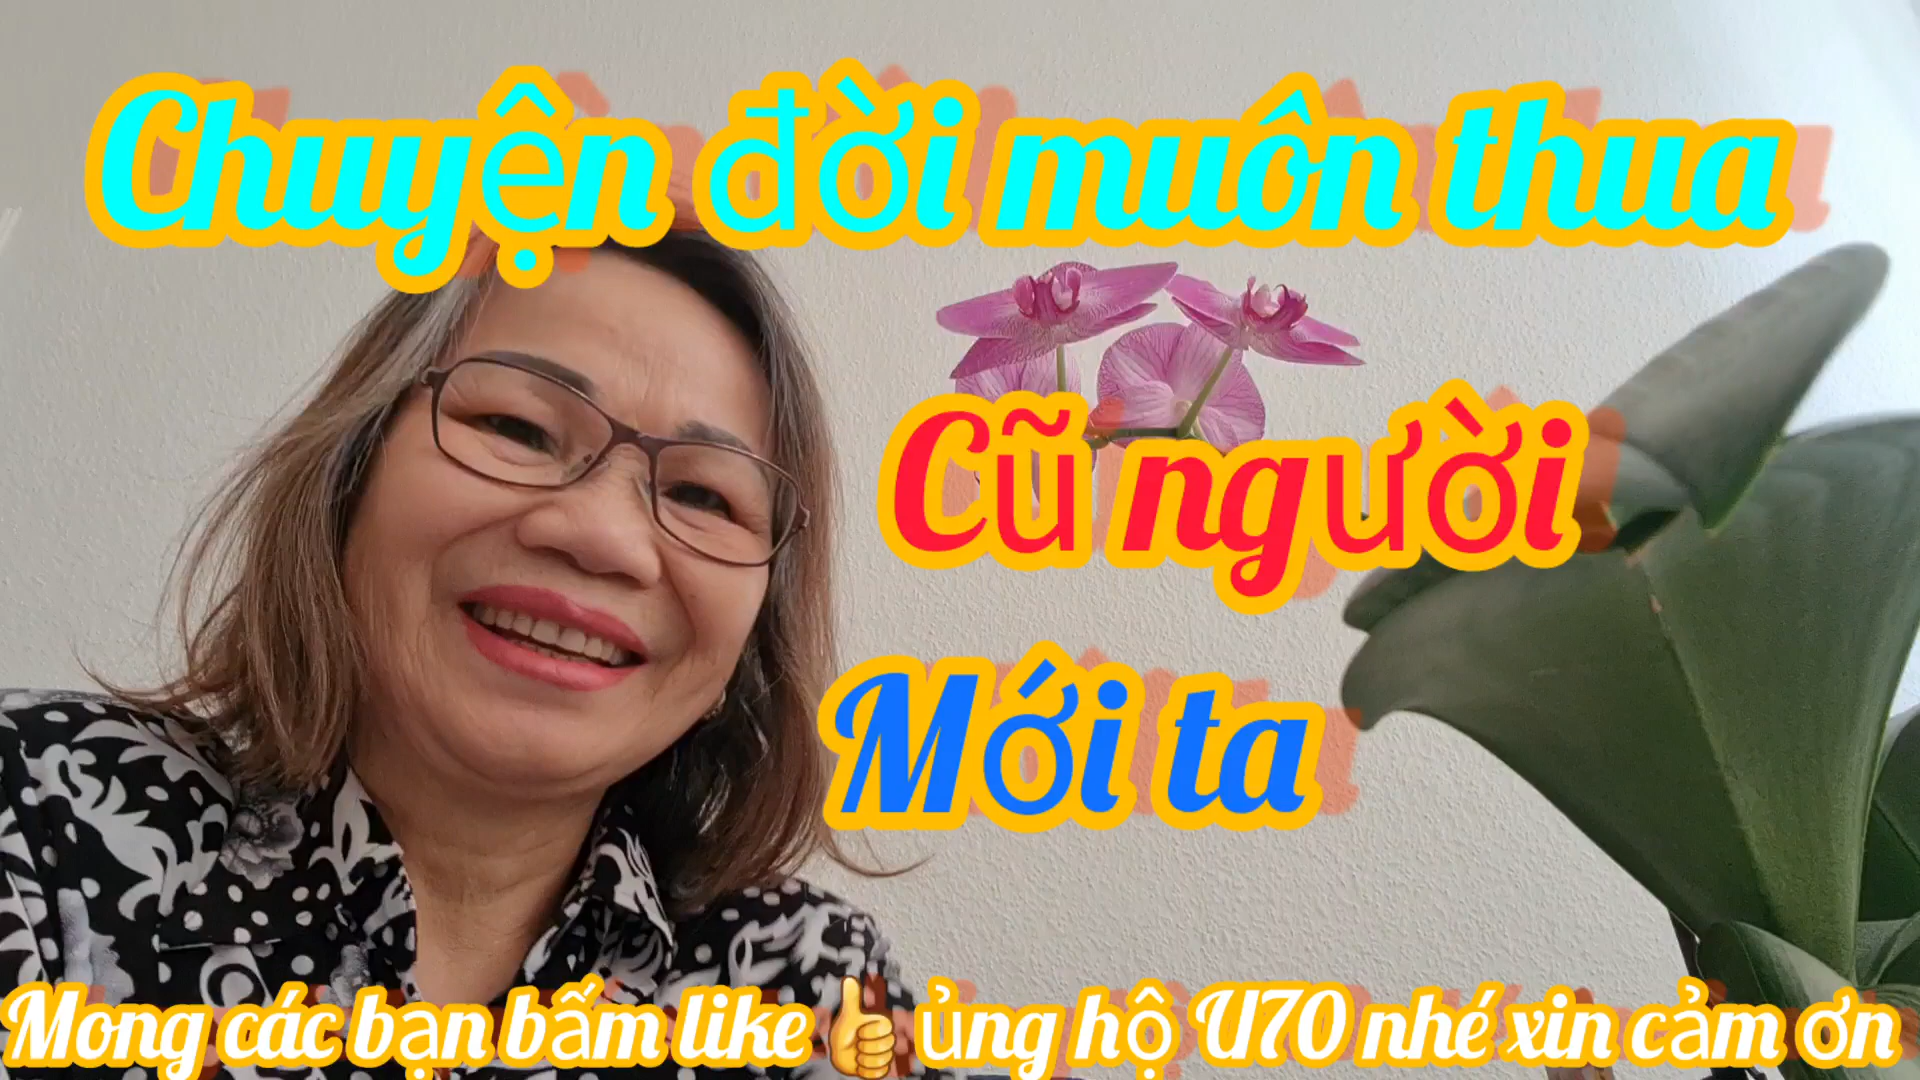 Chuyện đời muôn thua
Cũ người
Mới ta
Mong các bạn bấm like 👍 ủng hộ U70 nhé xin cảm ơn